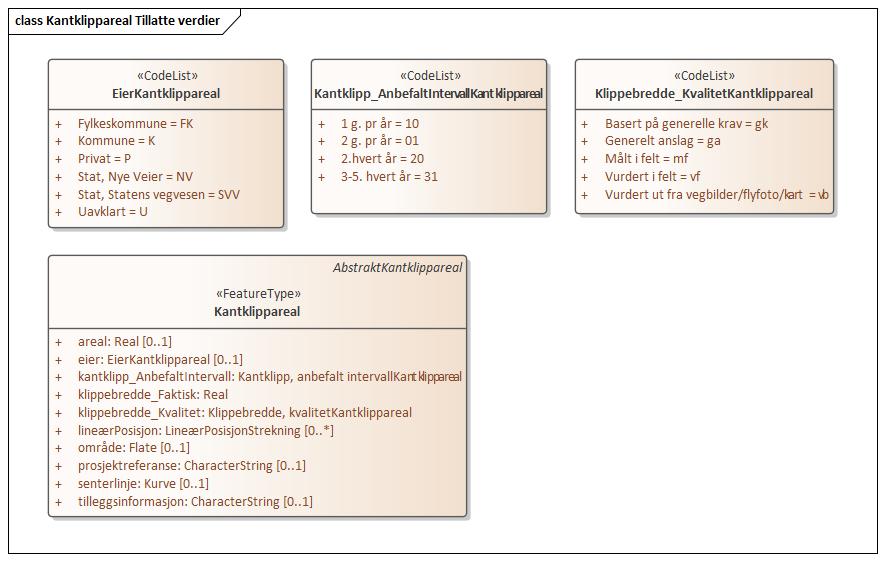 class Kantklippareal Tillatte verdier
«CodeList»
EierKantklippareal
+ Fylkeskommune = FK
+ Kommune = K
+ Privat = P
+ Stat, Nye Veier = NV
+ Stat, Statens vegvesen = SVV
+ Uavklart = U
«CodeList»
Kantklipp_AnbefaltIntervallKantklippareal
+ 1 g. pr år = 10
+ 2 g. pr år = 01
+ 2.hvert år = 20
+ 3-5. hvert år = 31
«CodeList»
Klippebredde_KvalitetKantklippareal
+ Basert på generelle krav = gk
+ Generelt anslag = ga
+ Målt i felt = mf
+ Vurdert i felt = vf
+ Vurdert ut fra vegbilder/flyfoto/kart = vb
AbstraktKantklippareal
«FeatureType»
Kantklippareal
+ areal: Real [0..1]
+ eier: EierKantklippareal [0..1]
+ kantklipp_AnbefaltIntervall: Kantklipp, anbefalt intervallKantklippareal
+ klippebredde_Faktisk: Real
+ klippebredde_Kvalitet: Klippebredde, kvalitetKantklippareal
+ lineærPosisjon: LineærPosisjonStrekning [0..*]
+ område: Flate [0..1]
+ prosjektreferanse: CharacterString [0..1]
+ senterlinje: Kurve [0..1]
+ tilleggsinformasjon: CharacterString [0..1]